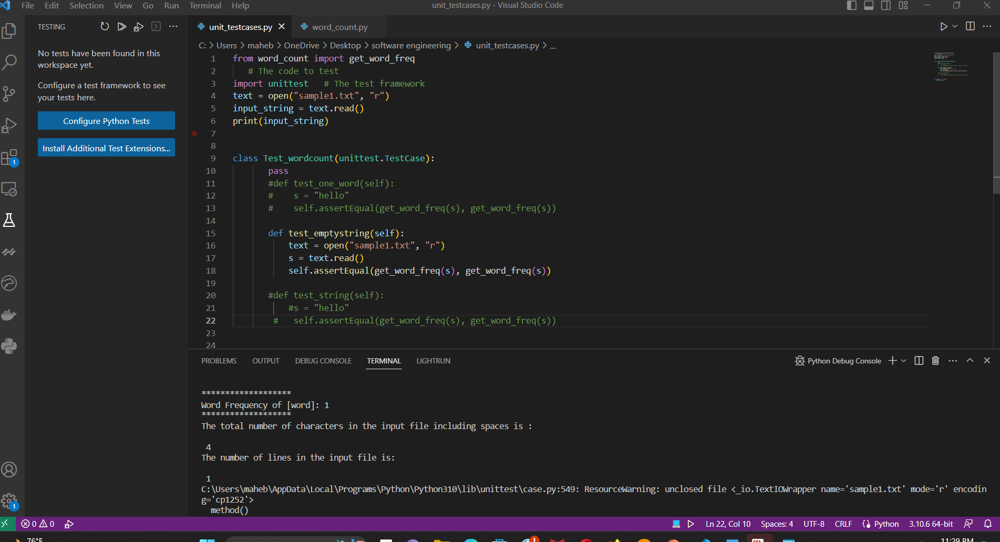 File Edit Selection View Go Run Terminal Help
unit_testcases.py - Visual Studio Code
TESTING
No tests have been found in this
workspace yet.
Configure a test framework to see
your tests here.
Configure Python Tests
Install Additional Test Extensions...
1
1
unit_testcases.py
word_count.py
C: > Users > maheb > OneDrive > Desktop > software engineering > unit_testcases.py > ...
1 from word_count import get_word_freq
2 # The code to test
3 import unittest # The test framework
4 text = open("sample1.txt", "r")
5 input_string = text.read()
6 print(input_string)
7
8
9 class Test_wordcount(unittest.TestCase):
10 pass
11 #def test_one_word(self):
12 # s = "hello"
13 # self.assertEqual(get_word_freq(s), get_word_freq(s))
14
15 def test_emptystring(self):
16 text = open("sample1.txt", "r")
17 s = text.read()
18 self.assertEqual(get_word_freq(s), get_word_freq(s))
19
20 #def test_string(self):
21 #s = "hello"
22 # self.assertEqual(get_word_freq(s), get_word_freq(s))
23
24
PROBLEMS OUTPUT DEBUG CONSOLE TERMINAL LIGHTRUN
Python Debug Console
*******************
Word Frequency of [word]: 1
*******************
The total number of characters in the input file including spaces is :
4
The number of lines in the input file is:
1
C:\Users\maheb\AppData\Local\Programs\Python\Python310\lib\unittest\case.py:549: ResourceWarning: unclosed file <_io.TextIOWrapper name='sample1.txt' mode='r' encodin
g='cp1252'>
method()
0 0
Ln 22, Col 10 Spaces: 4 UTF-8 CRLF Python 3.10.6 64-bit
76°F
11:29 PM